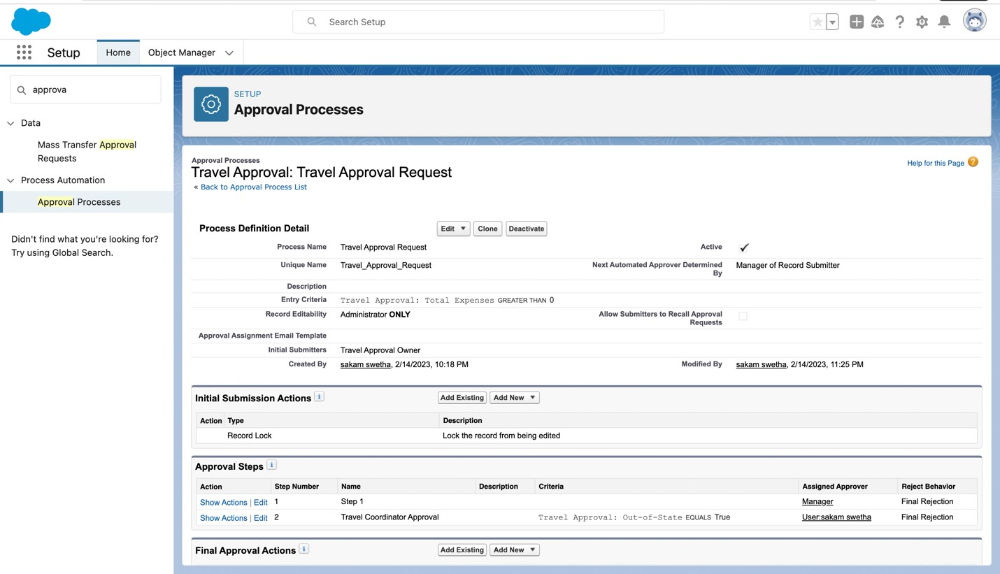 Search Setup
Setup
Home
Object Manager
approva
Data
Mass Transfer Approval
Requests
Process Automation
Approval Processes
Didn't find what you're looking for?
Try using Global Search.
SETUP
Approval Processes
Approval Processes
Travel Approval: Travel Approval Request
« Back to Approval Process List
Help for this Page ?
Process Definition Detail
Edit
Clone
Deactivate
Process Name Travel Approval Request Active
Unique Name Travel_Approval_Request Next Automated Approver Determined Manager of Record Submitter
By
Description
Entry Criteria Travel Approval: Total Expenses GREATER THAN 0
Record Editability Administrator ONLY Allow Submitters to Recall Approval
Requests
Approval Assignment Email Template
Initial Submitters Travel Approval Owner
Created By sakam swetha, 2/14/2023, 10:18 PM Modified By sakam swetha, 2/14/2023, 11:25 PM
Initial Submission Actions i Add Existing Add New
Action Type Description
Record Lock Lock the record from being edited
Approval Steps i
Action Step Number Name Description Criteria Assigned Approver Reject Behavior
Show Actions | Edit 1 Step 1 Manager Final Rejection
Show Actions | Edit 2 Travel Coordinator Approval Travel Approval: Out-of-State EQUALS True User:sakam swetha Final Rejection
Final Approval Actions i Add Existing Add New